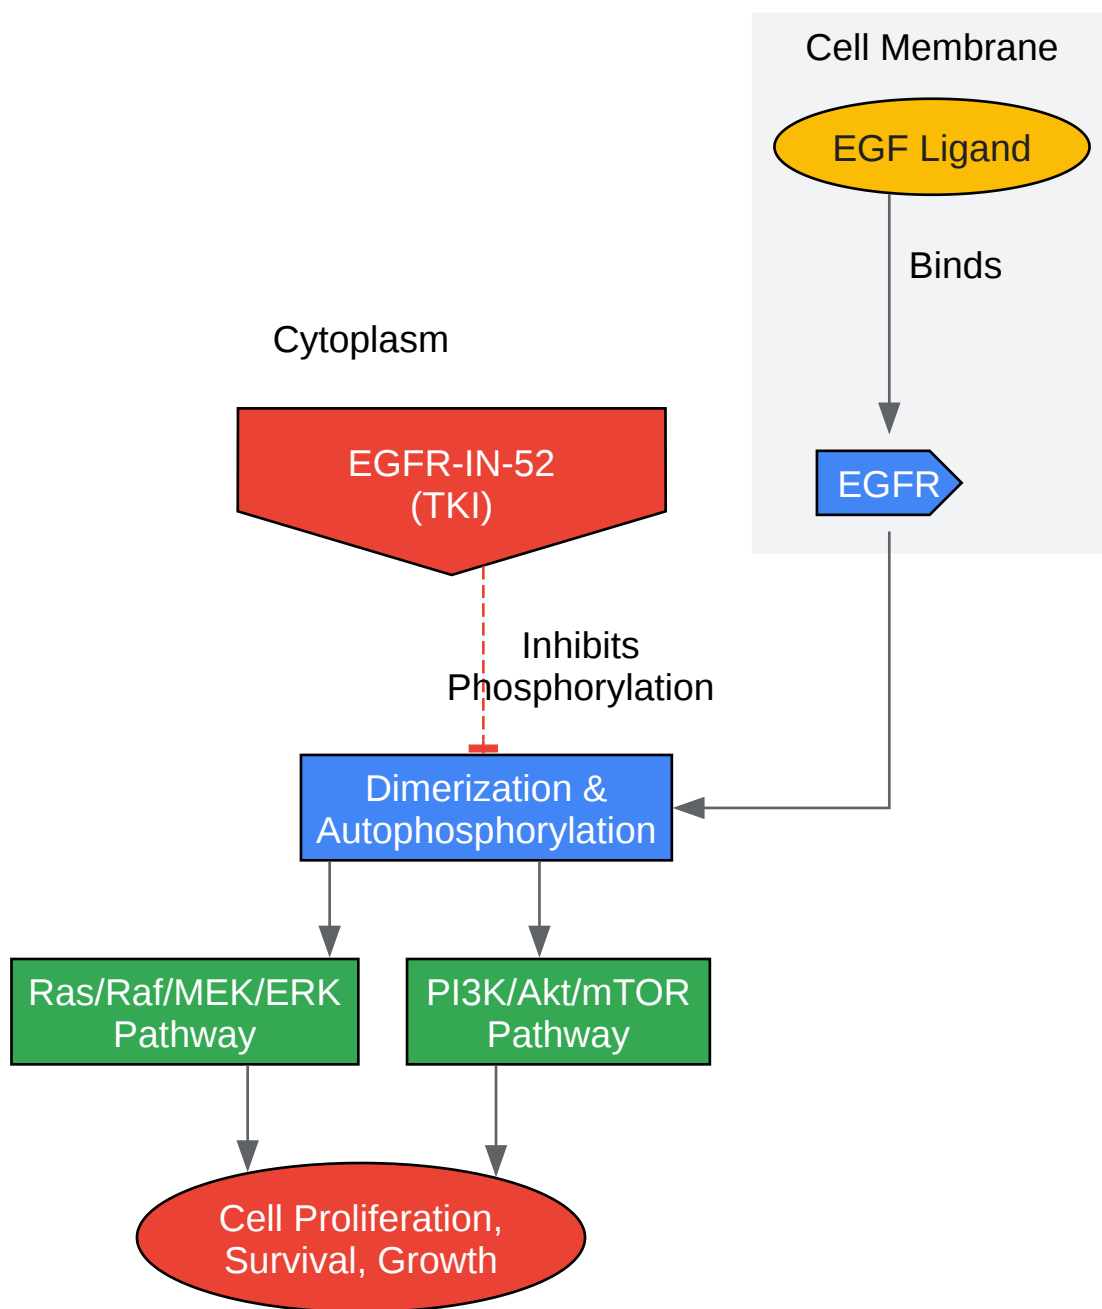 Cell Membrane
EGF Ligand
Binds
Cytoplasm
EGFR-IN-52
(TKI)
EGFR
Inhibits
Phosphorylation
Dimerization &
Autophosphorylation
Ras/Raf/MEK/ERK
Pathway
PI3K/Akt/mTOR
Pathway
Cell Proliferation,
Survival, Growth